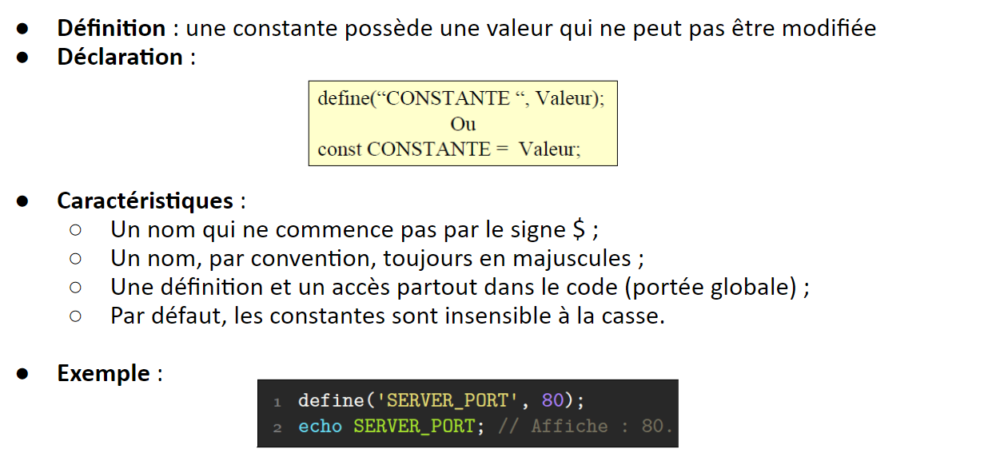 ● Définition : une constante possède une valeur qui ne peut pas être modifiée
● Déclaration :
define(“CONSTANTE “, Valeur);
Ou
const CONSTANTE = Valeur;
● Caractéristiques :
○ Un nom qui ne commence pas par le signe $ ;
○ Un nom, par convention, toujours en majuscules ;
○ Une définition et un accès partout dans le code (portée globale) ;
○ Par défaut, les constantes sont insensible à la casse.
● Exemple :
1 define('SERVER_PORT', 80);
2 echo SERVER_PORT; // Affiche : 80.